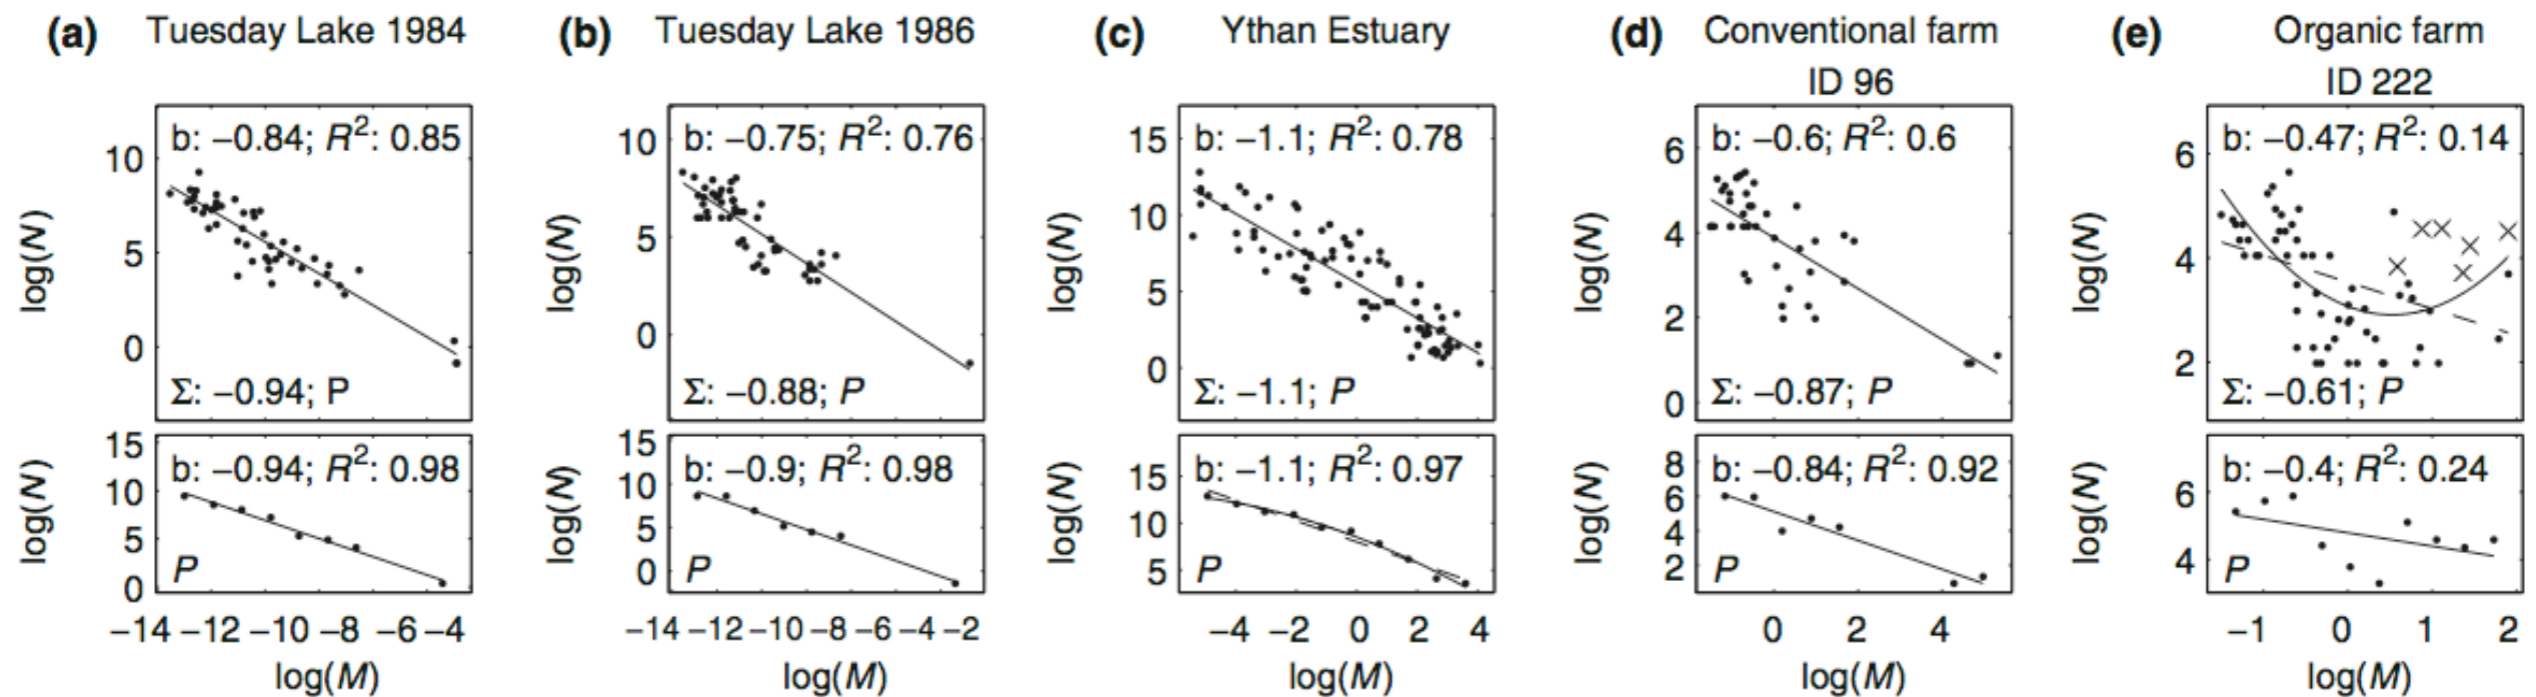 (a) Tuesday Lake 1984
b: −0.84; R²: 0.85
10
5
0
log(N)
Σ: −0.94; P
15
10
5
0
log(N)
b: −0.94; R²: 0.98
P
−14 −12 −10 −8 −6 −4
log(M)
(b) Tuesday Lake 1986
b: −0.75; R²: 0.76
10
5
0
log(N)
Σ: −0.88; P
15
10
5
0
log(N)
b: −0.9; R²: 0.98
P
−14 −12 −10 −8 −6 −4 −2
log(M)
(c) Ythan Estuary
b: −1.1; R²: 0.78
15
10
5
0
log(N)
Σ: −1.1; P
15
10
5
log(N)
b: −1.1; R²: 0.97
P
−4 −2 0 2 4
log(M)
(d) Conventional farm
ID 96
b: −0.6; R²: 0.6
6
4
2
0
log(N)
Σ: −0.87; P
8
6
4
2
log(N)
b: −0.84; R²: 0.92
P
0 2 4
log(M)
(e) Organic farm
ID 222
b: −0.47; R²: 0.14
6
4
2
log(N)
Σ: −0.61; P
6
4
log(N)
b: −0.4; R²: 0.24
P
−1 0 1 2
log(M)